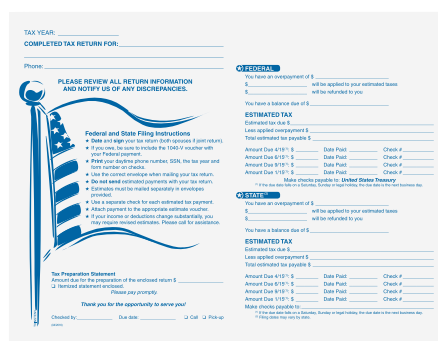 TAX YEAR:
COMPLETED TAX RETURN FOR:
Phone:
PLEASE REVIEW ALL RETURN INFORMATION
AND NOTIFY US OF ANY DISCREPANCIES.
Federal and State Filing Instructions
★ Date and sign your tax return (both spouses if joint return).
★ If you owe, be sure to include the 1040-V voucher with
your Federal payment.
★ Print your daytime phone number, SSN, the tax year and
form number on checks.
★ Use the correct envelope when mailing your tax return.
★ Do not send estimated payments with your tax return.
★ Estimates must be mailed separately in envelopes
provided.
★ Use a separate check for each estimated tax payment.
★ Attach payment to the appropriate estimate voucher.
★ If your income or deductions change substantially, you
may require revised estimates. Please call for assistance.
Tax Preparation Statement
Amount due for the preparation of the enclosed return $
❏ Itemized statement enclosed.
Please pay promptly.
Thank you for the opportunity to serve you!
Checked by: Due date: ❏ Call ❏ Pick-up
★ FEDERAL
You have an overpayment of $
$ will be applied to your estimated taxes
$ will be refunded to you
You have a balance due of $
ESTIMATED TAX
Estimated tax due $
Less applied overpayment $
Total estimated tax payable $
Amount Due 4/15(1): $ Date Paid: Check #
Amount Due 6/15(1): $ Date Paid: Check #
Amount Due 9/15(1): $ Date Paid: Check #
Amount Due 1/15(1): $ Date Paid: Check #
Make checks payable to: United States Treasury
(1) If the due date falls on a Saturday, Sunday or legal holiday, the due date is the next business day.
★ STATE(2)
You have an overpayment of $
$ will be applied to your estimated taxes
$ will be refunded to you
You have a balance due of $
ESTIMATED TAX
Estimated tax due $
Less applied overpayment $
Total estimated tax payable $
Amount Due 4/15(1): $ Date Paid: Check #
Amount Due 6/15(1): $ Date Paid: Check #
Amount Due 9/15(1): $ Date Paid: Check #
Amount Due 1/15(1): $ Date Paid: Check #
Make checks payable to:
(1) If the due date falls on a Saturday, Sunday or legal holiday, the due date is the next business day.
(2) Filing dates may vary by state.